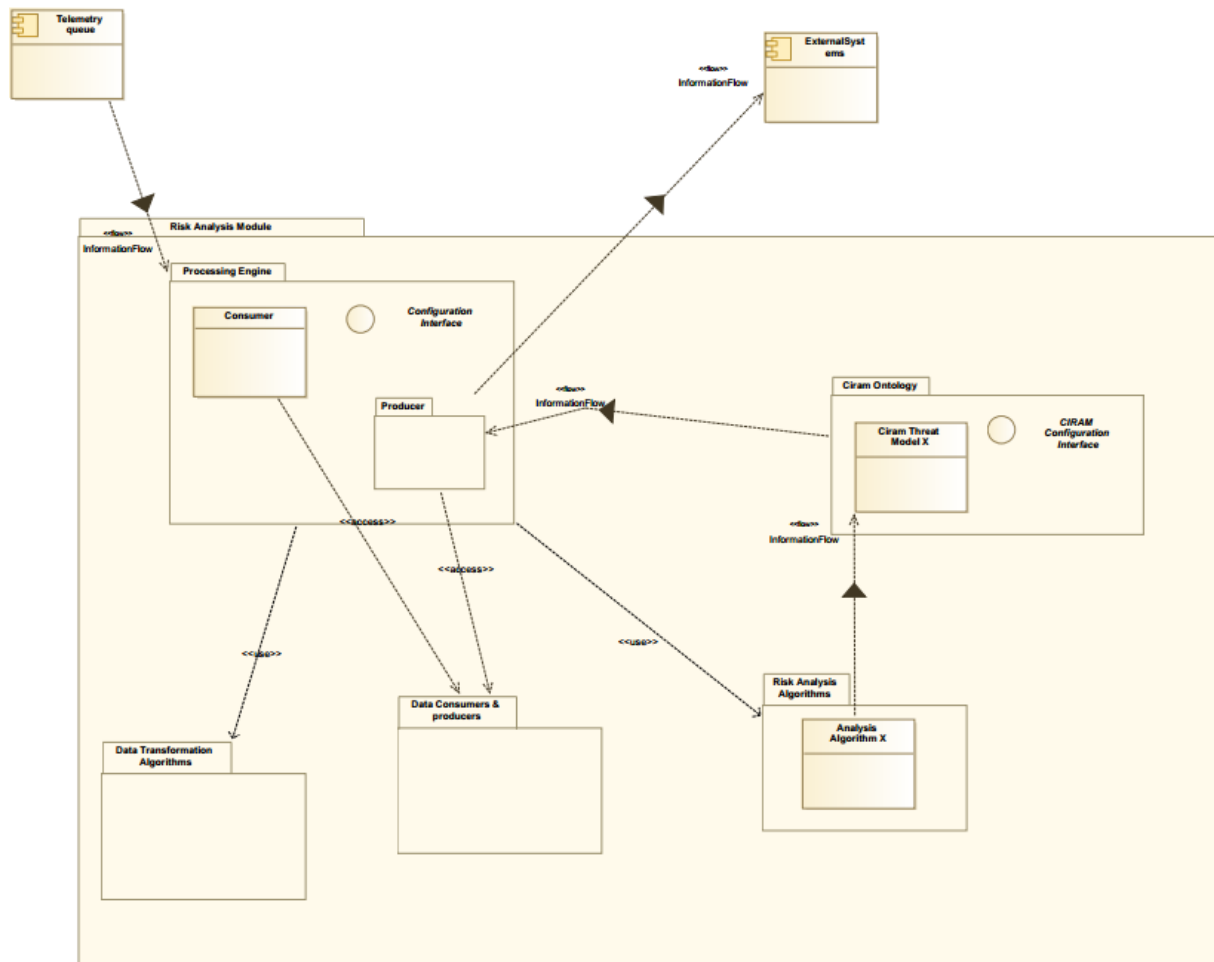 Telemetry
queue
ExternalSyst
ems
<<flow>>
InformationFlow
Risk Analysis Module
<<flow>>
InformationFlow
Processing Engine
Consumer
Configuration
Interface
Producer
<<flow>>
InformationFlow
Ciram Ontology
Ciram Threat
Model X
CIRAM
Configuration
Interface
<<access>>
<<flow>>
InformationFlow
<<access>>
<<use>>
<<use>>
Risk Analysis
Algorithms
Data Consumers &
producers
Analysis
Algorithm X
Data Transformation
Algorithms